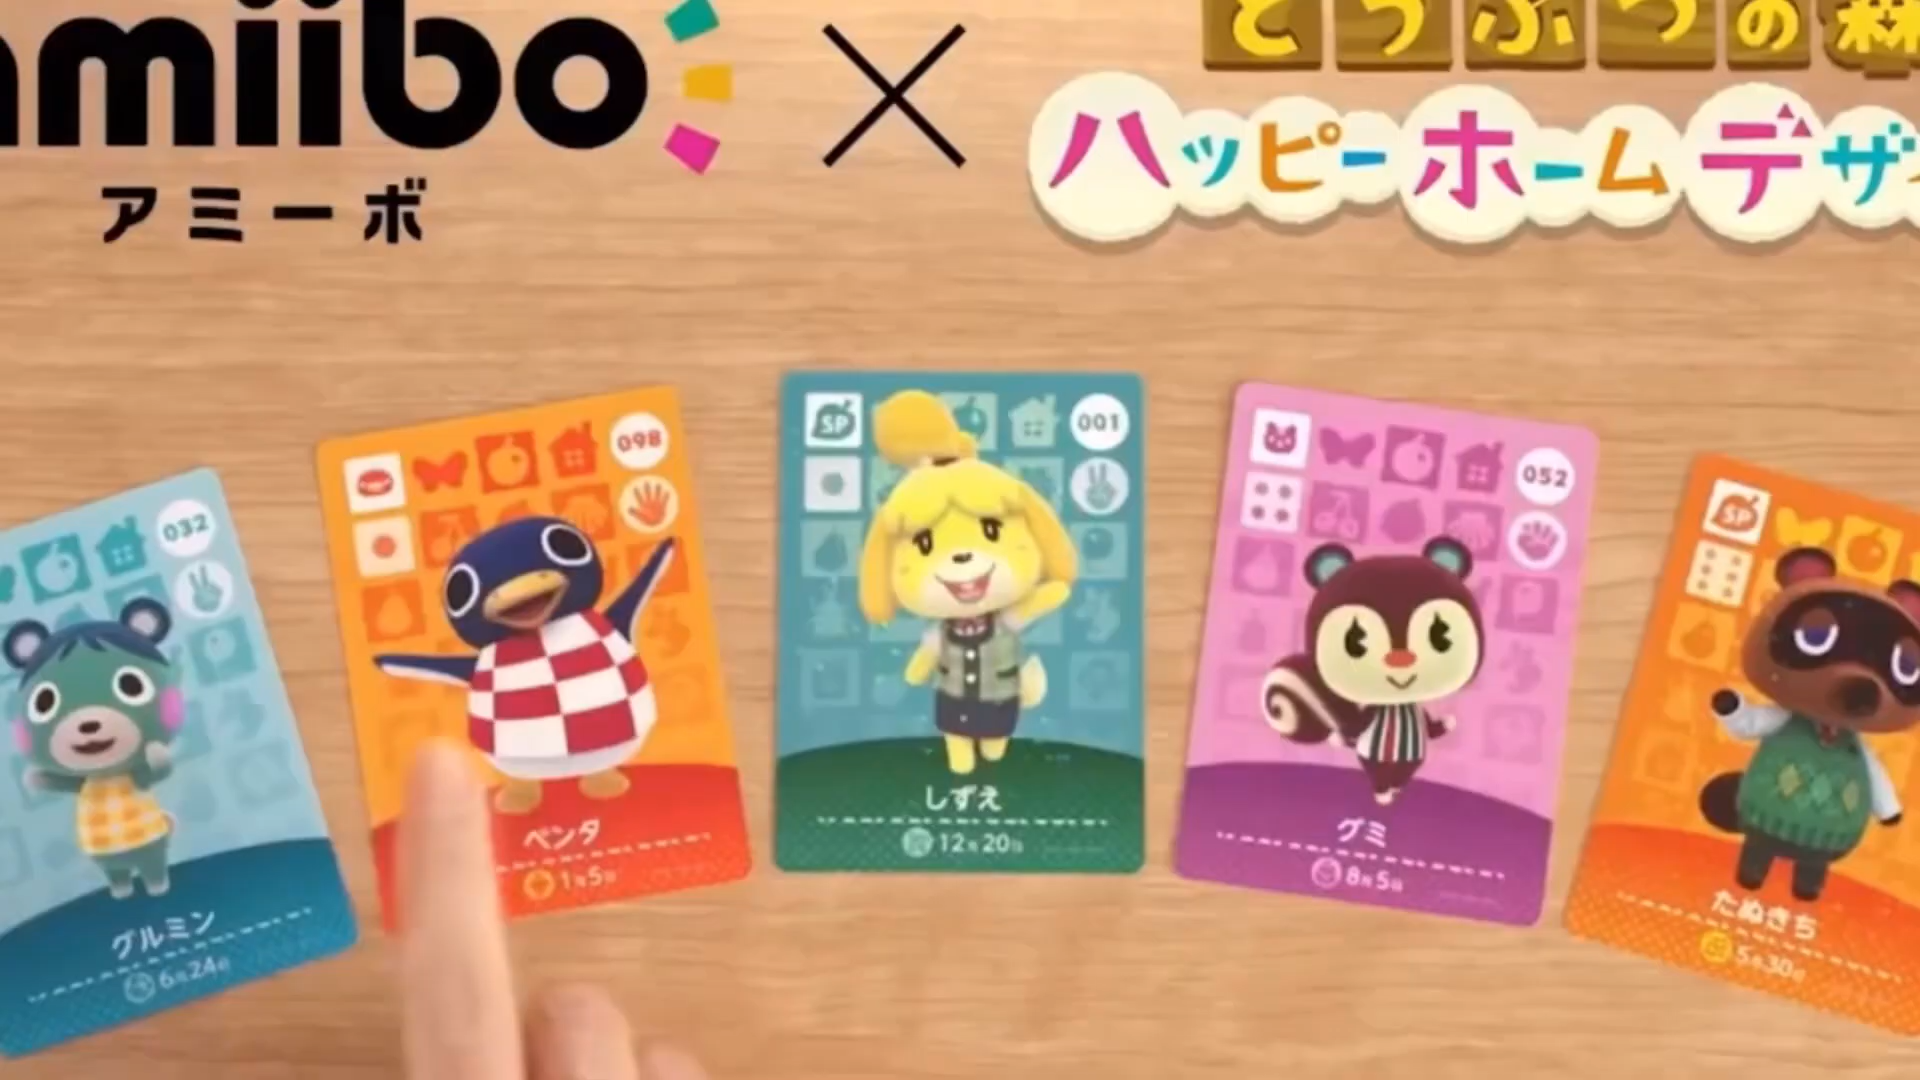 amiibo
アミーボ
どうぶつの森
ハッピーホームデザイ
032
グルミン
6月24日
098
ペンタ
1月5日
SP
001
しずえ
12月20日
052
グミ
8月5日
SP
たぬきち
5月30日